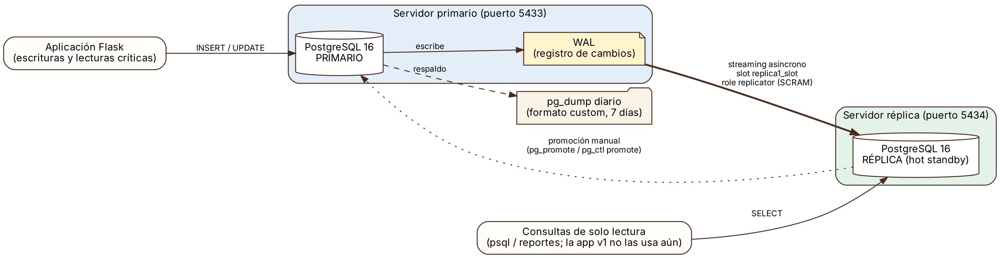 Servidor primario (puerto 5433)
Aplicación Flask
(escrituras y lecturas críticas)
INSERT / UPDATE
PostgreSQL 16
PRIMARIO
escribe
WAL
(registro de cambios)
respaldo
pg_dump diario
(formato custom, 7 días)
streaming asíncrono
slot replica1_slot
role replicator (SCRAM)
Servidor réplica (puerto 5434)
PostgreSQL 16
RÉPLICA (hot standby)
promoción manual
(pg_promote / pg_ctl promote)
SELECT
Consultas de solo lectura
(psql / reportes; la app v1 no las usa aún)